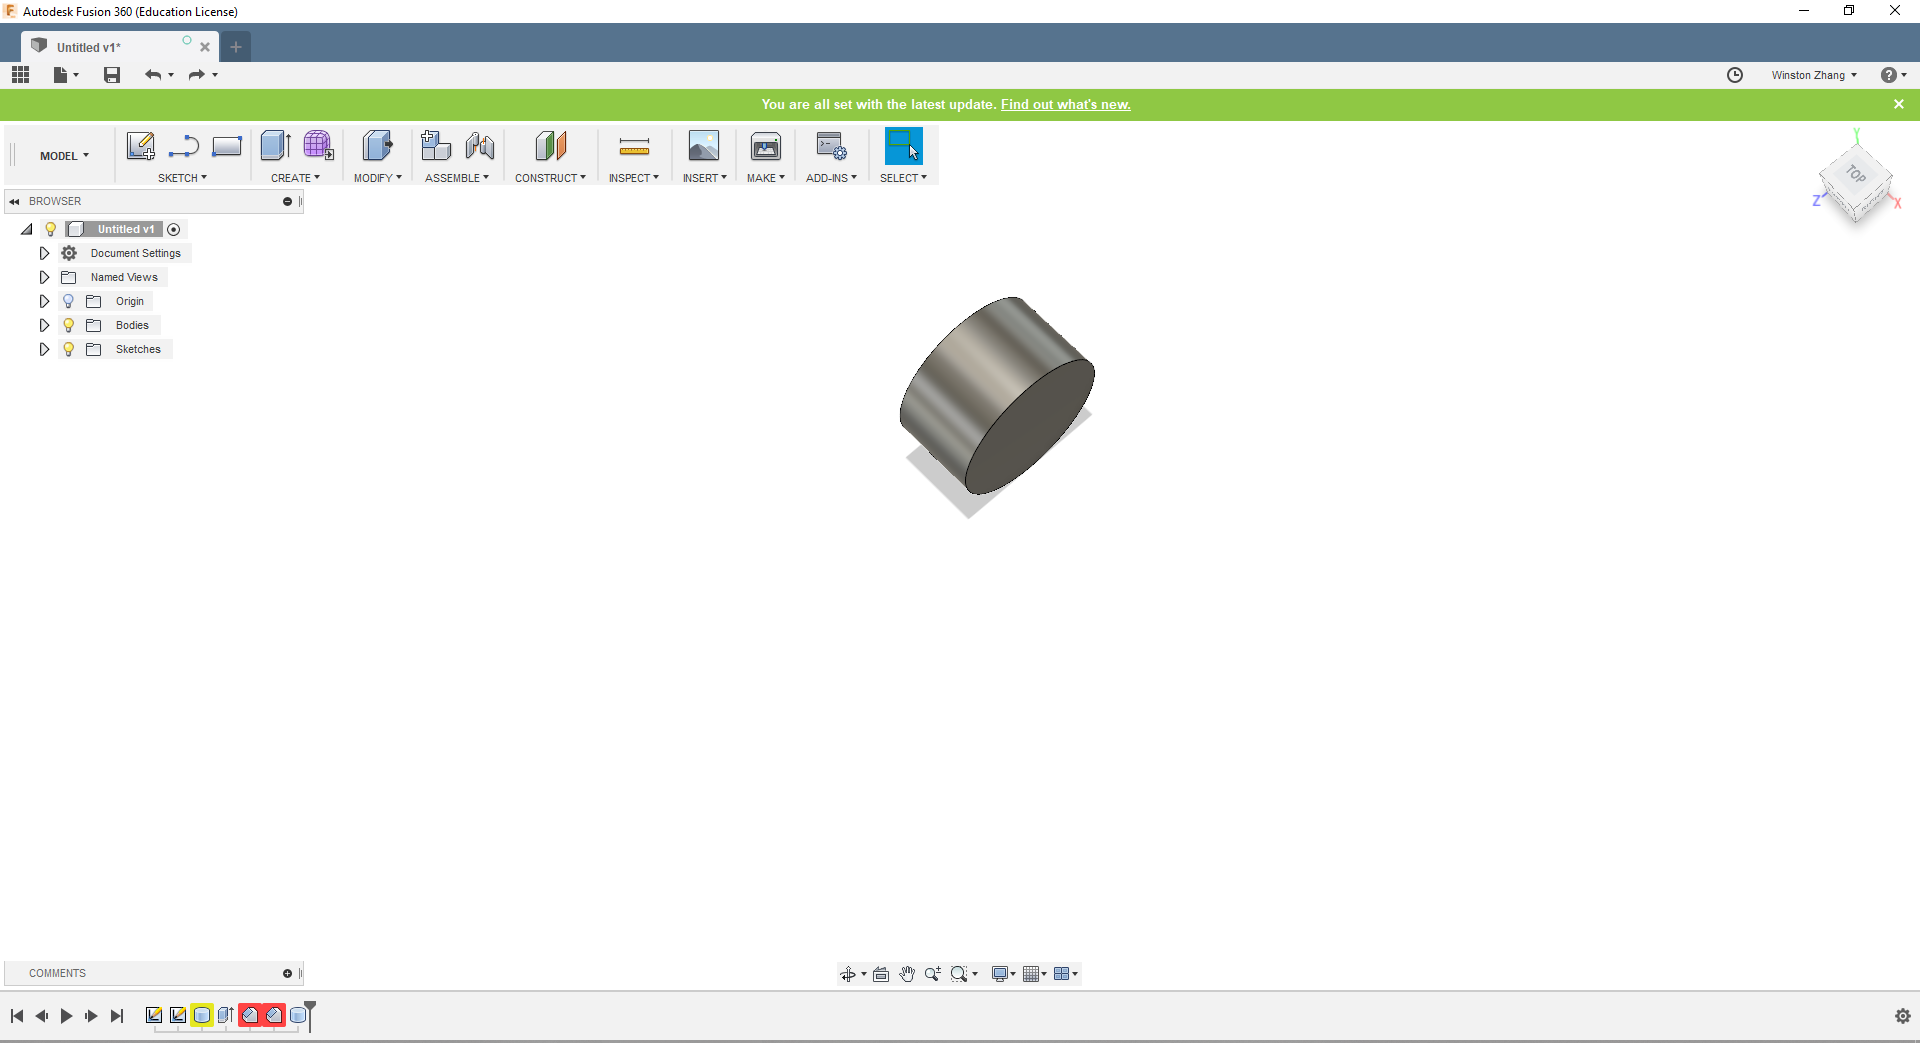 Autodesk Fusion 360 (Education License)
Untitled v1*
Winston Zhang
You are all set with the latest update. Find out what's new.
MODEL
SKETCH
CREATE
MODIFY
ASSEMBLE
CONSTRUCT
INSPECT
INSERT
MAKE
ADD-INS
SELECT
Y
TOP
Z
X
BROWSER
Untitled v1
Document Settings
Named Views
Origin
Bodies
Sketches
COMMENTS